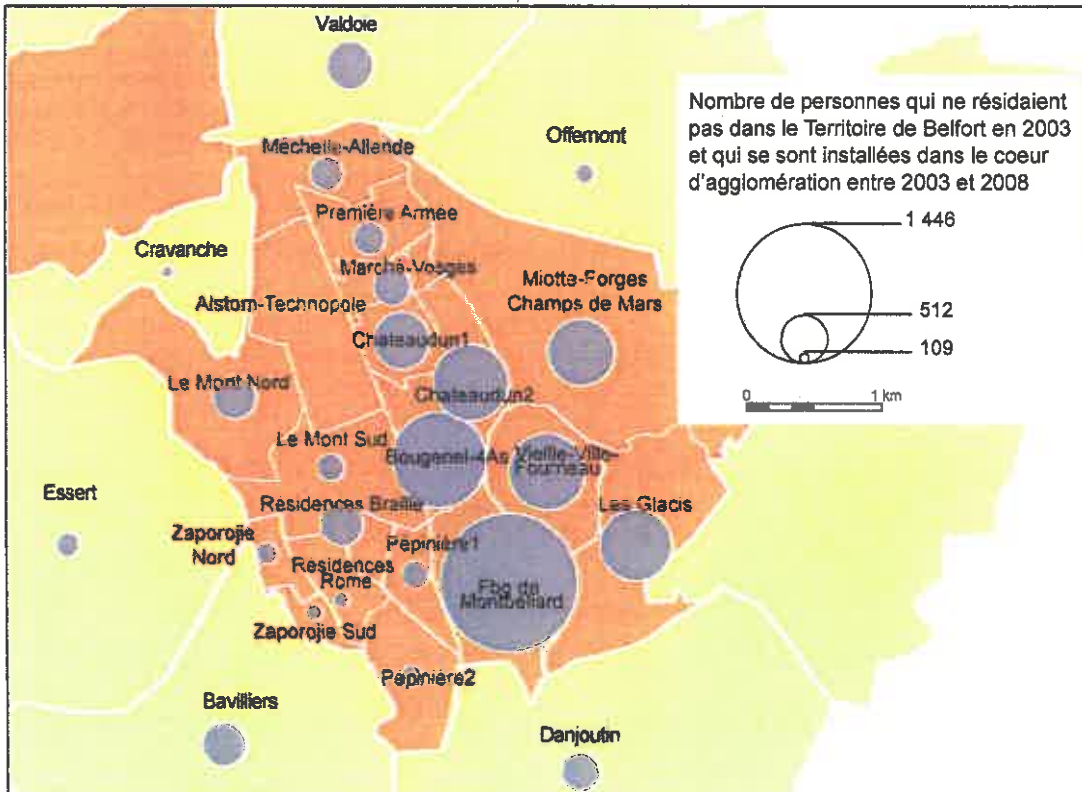 Valdoie
Offemont
Nombre de personnes qui ne résidaient
pas dans le Territoire de Belfort en 2003
et qui se sont installées dans le coeur
d'agglomération entre 2003 et 2008
1 446
512
109
0
1 km
Méchelle-Allende
Première Armée
Cravanche
Marché-Vosges
Miotte-Forges
Champs de Mars
Alstom-Technopole
Chateaudun1
Le Mont Nord
Chateaudun2
Le Mont Sud
Bougenel-4As
Vieille-Ville-
Fourneau
Essert
Résidences Braille
Les Glacis
Zaporojie
Nord
Pépinière1
Résidences
Rome
Fbg de
Montbéliard
Zaporojie Sud
Pépinière2
Bavilliers
Danjoutin